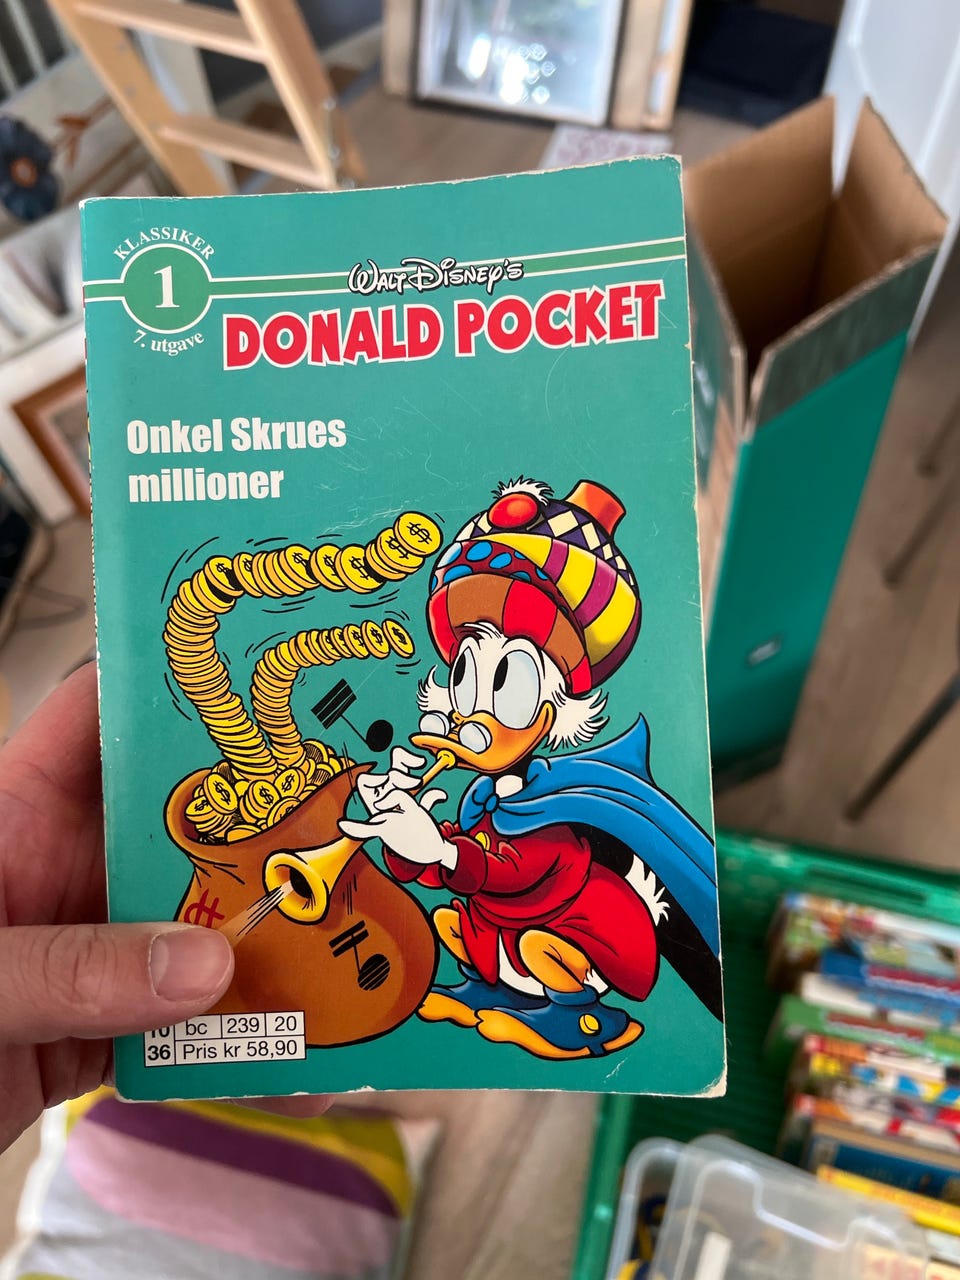 KLASSIKER
1
7. utgave
WALT DISNEY'S
DONALD POCKET
Onkel Skrues
millioner
bc 239 20
36 Pris kr 58,90